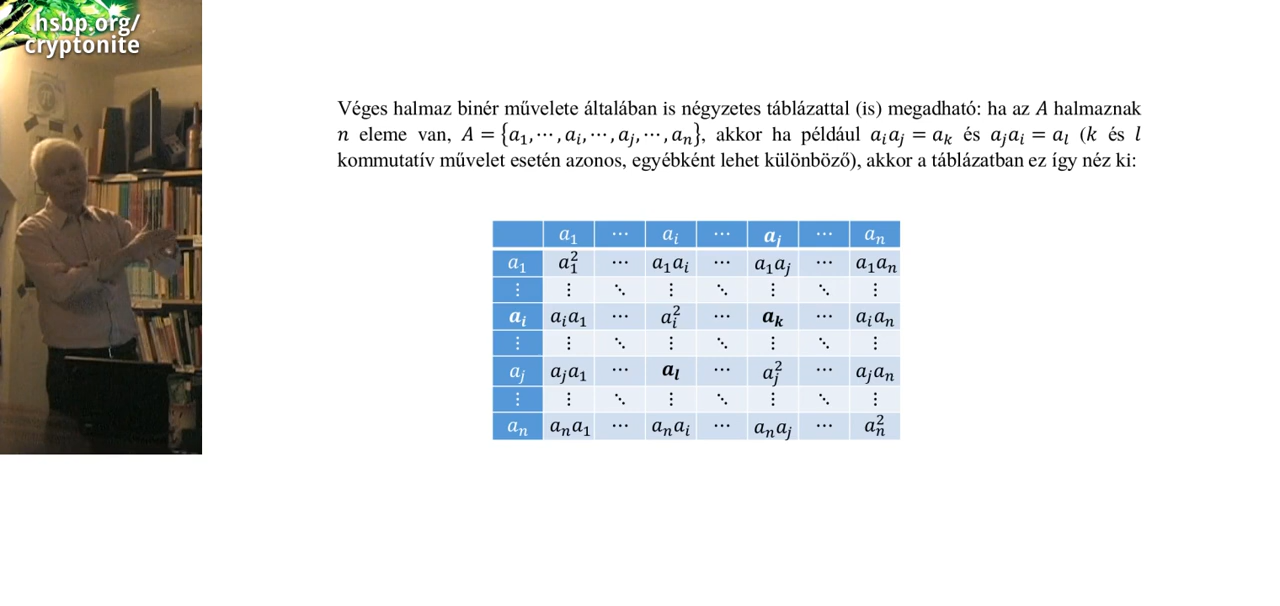 hsbp.org/
cryptonite
Véges halmaz binér művelete általában is négyzetes táblázattal (is) megadható: ha az A halmaznak
n eleme van, A = {a₁, ⋯, aᵢ, ⋯, aⱼ, ⋯, aₙ}, akkor ha például aᵢaⱼ = aₖ és aⱼaᵢ = aₗ (k és l
kommutatív művelet esetén azonos, egyébként lehet különböző), akkor a táblázatban ez így néz ki:
a₁ ⋯ aᵢ ⋯ aⱼ ⋯ aₙ
a₁ a₁² ⋯ a₁aᵢ ⋯ a₁aⱼ ⋯ a₁aₙ
⋮ ⋮ ⋱ ⋮ ⋱ ⋮ ⋱ ⋮
aᵢ aᵢa₁ ⋯ aᵢ² ⋯ aₖ ⋯ aᵢaₙ
⋮ ⋮ ⋱ ⋮ ⋱ ⋮ ⋱ ⋮
aⱼ aⱼa₁ ⋯ aₗ ⋯ aⱼ² ⋯ aⱼaₙ
⋮ ⋮ ⋱ ⋮ ⋱ ⋮ ⋱ ⋮
aₙ aₙa₁ ⋯ aₙaᵢ ⋯ aₙaⱼ ⋯ aₙ²